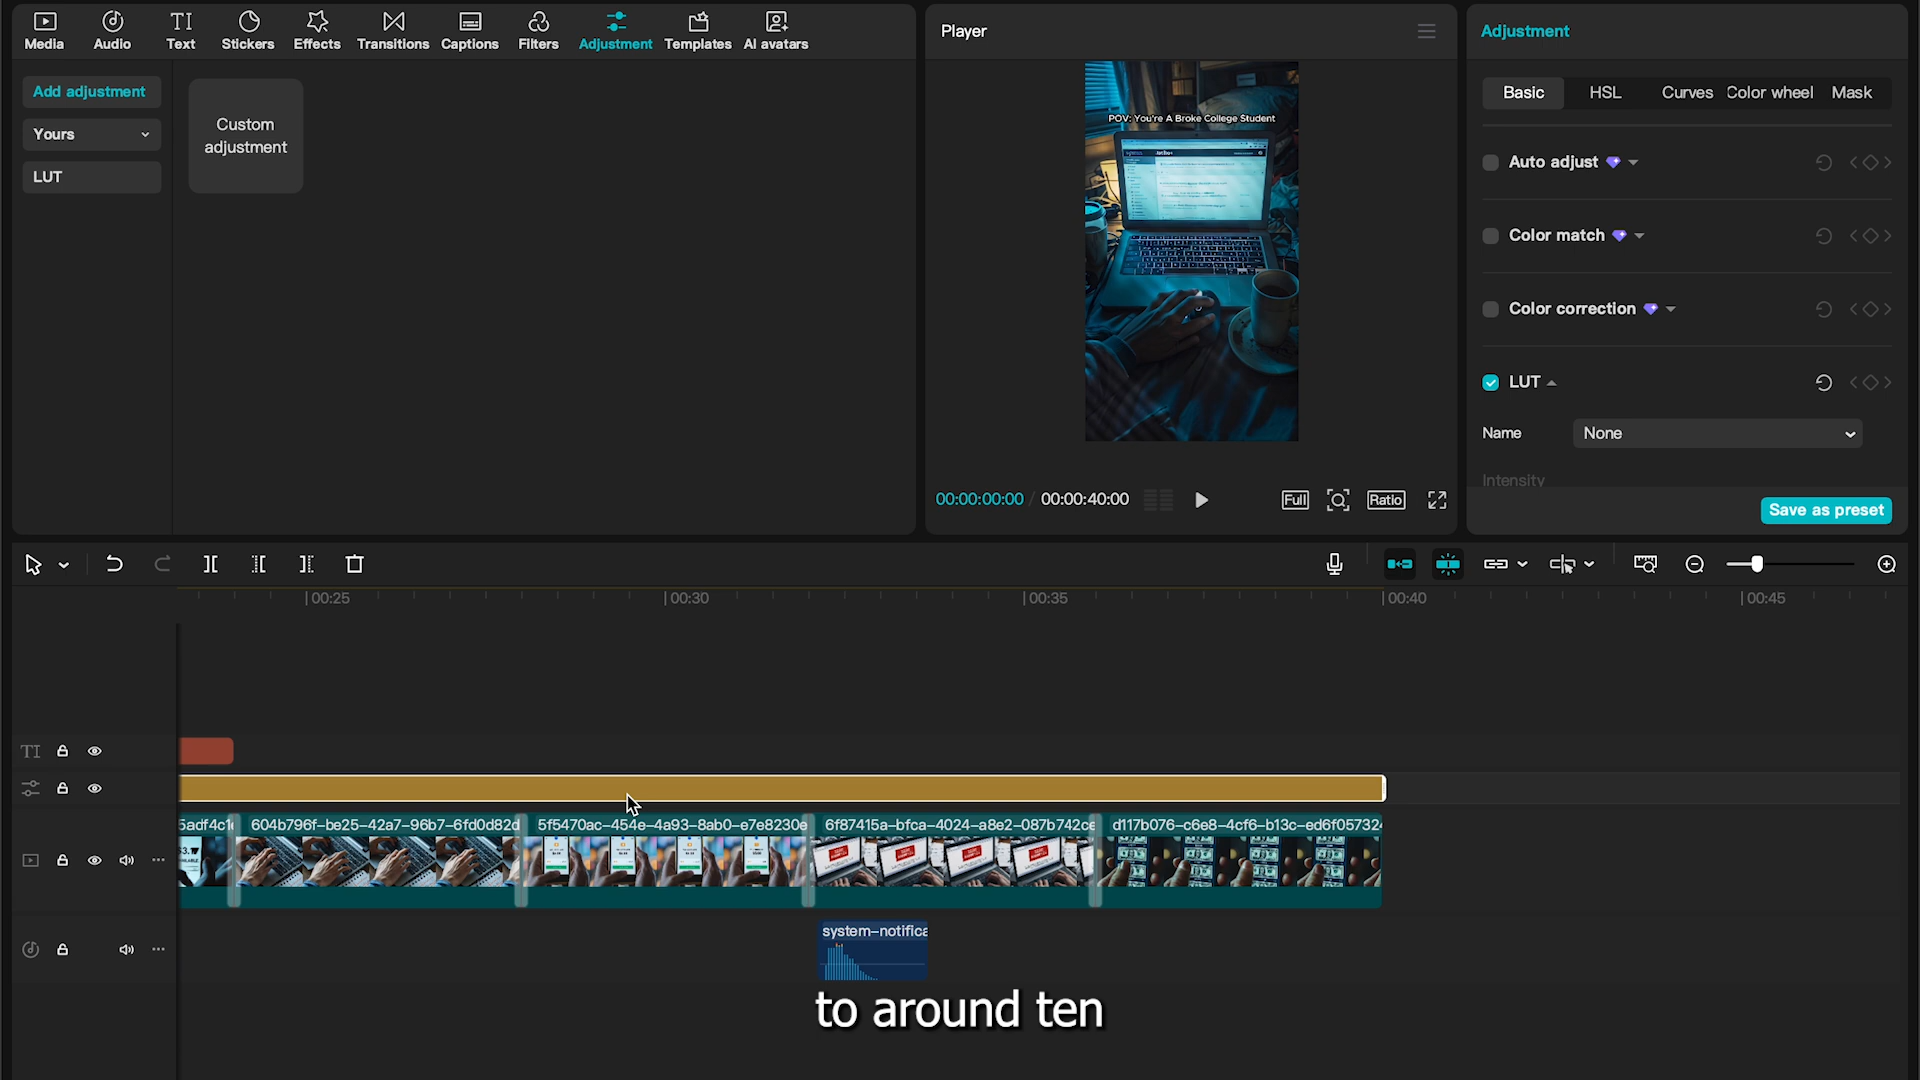 Media
Audio
Text
Stickers
Effects
Transitions
Captions
Filters
Adjustment
Templates
AI avatars
Add adjustment
Yours
LUT
Custom
adjustment
Player
POV: You're A Broke College Student
00:00:00:00 / 00:00:40:00
Full
Ratio
Adjustment
Basic
HSL
Curves
Color wheel
Mask
Auto adjust
Color match
Color correction
LUT
Name
None
Intensity
Save as preset
00:25
00:30
00:35
00:40
00:45
TI
5adf4c1
604b796f-be25-42a7-96b7-6fd0d82d
5f5470ac-454e-4a93-8ab0-e7e8230e
6f87415a-bfca-4024-a8e2-087b742ce
d117b076-c6e8-4cf6-b13c-ed6f05732
system-notifica
to around ten